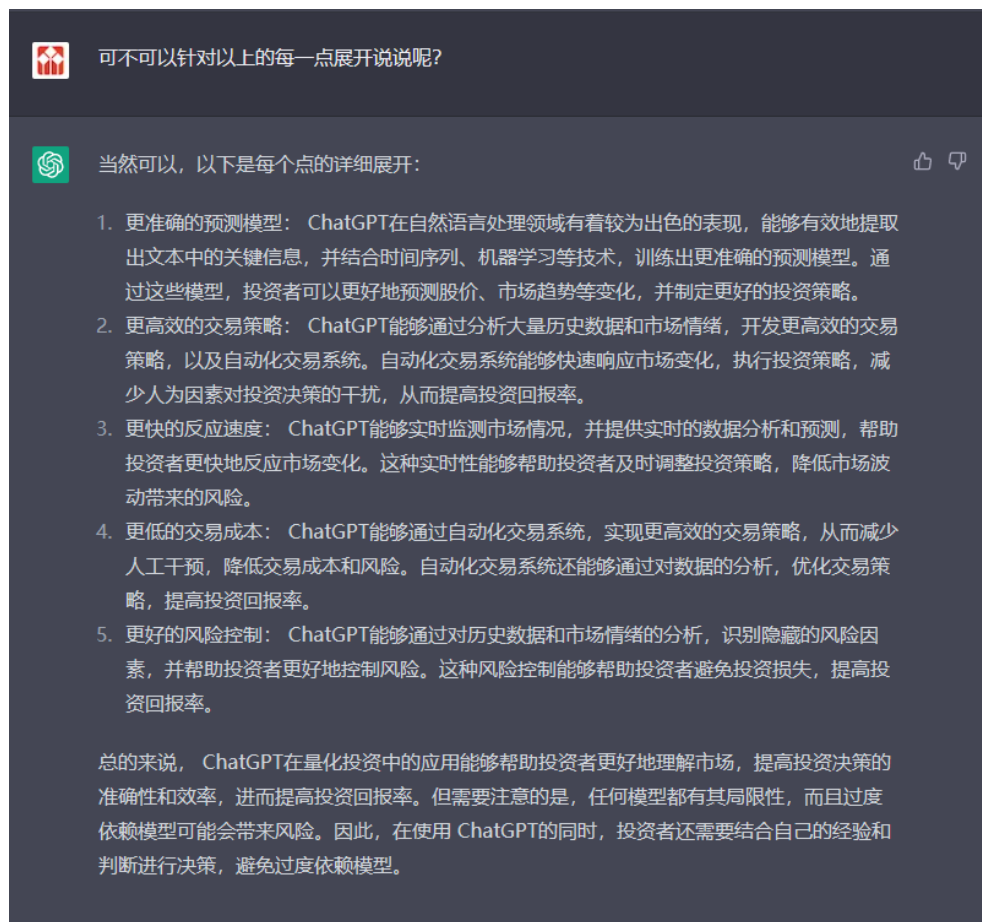 可不可以针对以上的每一点展开说说呢?
当然可以，以下是每个点的详细展开：
1. 更准确的预测模型： ChatGPT在自然语言处理领域有着较为出色的表现，能够有效地提取
出文本中的关键信息，并结合时间序列、机器学习等技术，训练出更准确的预测模型。通
过这些模型，投资者可以更好地预测股价、市场趋势等变化，并制定更好的投资策略。
2. 更高效的交易策略： ChatGPT能够通过分析大量历史数据和市场情绪，开发更高效的交易
策略，以及自动化交易系统。自动化交易系统能够快速响应市场变化，执行投资策略，减
少人为因素对投资决策的干扰，从而提高投资回报率。
3. 更快的反应速度： ChatGPT能够实时监测市场情况，并提供实时的数据分析和预测，帮助
投资者更快地反应市场变化。这种实时性能够帮助投资者及时调整投资策略，降低市场波
动带来的风险。
4. 更低的交易成本： ChatGPT能够通过自动化交易系统，实现更高效的交易策略，从而减少
人工干预，降低交易成本和风险。自动化交易系统还能够通过对数据的分析，优化交易策
略，提高投资回报率。
5. 更好的风险控制： ChatGPT能够通过对历史数据和市场情绪的分析，识别隐藏的风险因
素，并帮助投资者更好地控制风险。这种风险控制能够帮助投资者避免投资损失，提高投
资回报率。
总的来说， ChatGPT在量化投资中的应用能够帮助投资者更好地理解市场，提高投资决策的
准确性和效率，进而提高投资回报率。但需要注意的是，任何模型都有其局限性，而且过度
依赖模型可能会带来风险。因此，在使用 ChatGPT的同时，投资者还需要结合自己的经验和
判断进行决策，避免过度依赖模型。